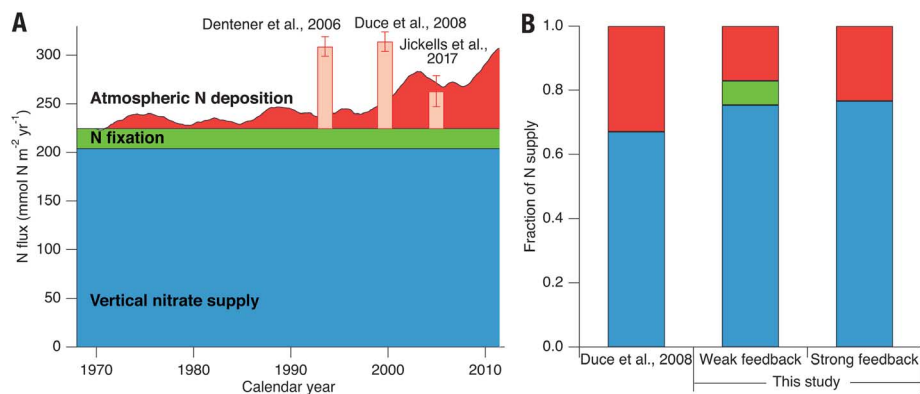 A
Dentener et al., 2006
Duce et al., 2008
Jickells et al.,
2017
N flux (mmol N m-2 yr-1)
300
250
200
150
100
50
0
Atmospheric N deposition
N fixation
Vertical nitrate supply
1970
1980
1990
2000
2010
Calendar year
B
Fraction of N supply
1.0
0.8
0.6
0.4
0.2
0.0
Duce et al., 2008
Weak feedback
Strong feedback
This study